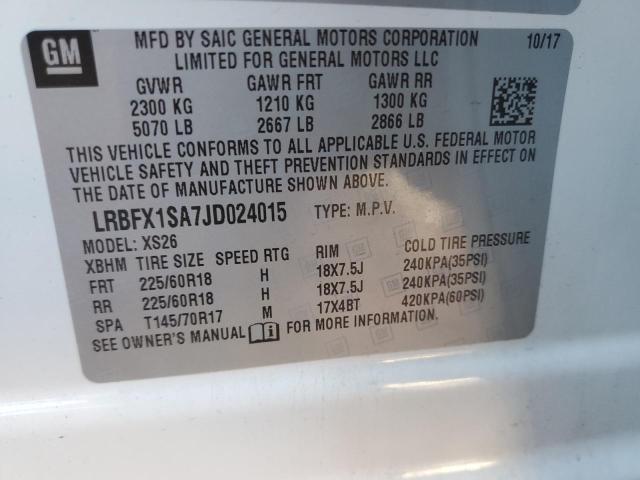 GM
MFD BY SAIC GENERAL MOTORS CORPORATION 10/17
LIMITED FOR GENERAL MOTORS LLC
GVWR GAWR FRT GAWR RR
2300 KG 1210 KG 1300 KG
5070 LB 2667 LB 2866 LB
THIS VEHICLE CONFORMS TO ALL APPLICABLE U.S. FEDERAL MOTOR
VEHICLE SAFETY AND THEFT PREVENTION STANDARDS IN EFFECT ON
THE DATE OF MANUFACTURE SHOWN ABOVE.
LRBFX1SA7JD024015 TYPE: M.P.V.
MODEL: XS26
XBHM TIRE SIZE SPEED RTG RIM COLD TIRE PRESSURE
FRT 225/60R18 H 18X7.5J 240KPA(35PSI)
RR 225/60R18 H 18X7.5J 240KPA(35PSI)
SPA T145/70R17 M 17X4BT 420KPA(60PSI)
SEE OWNER'S MANUAL FOR MORE INFORMATION.